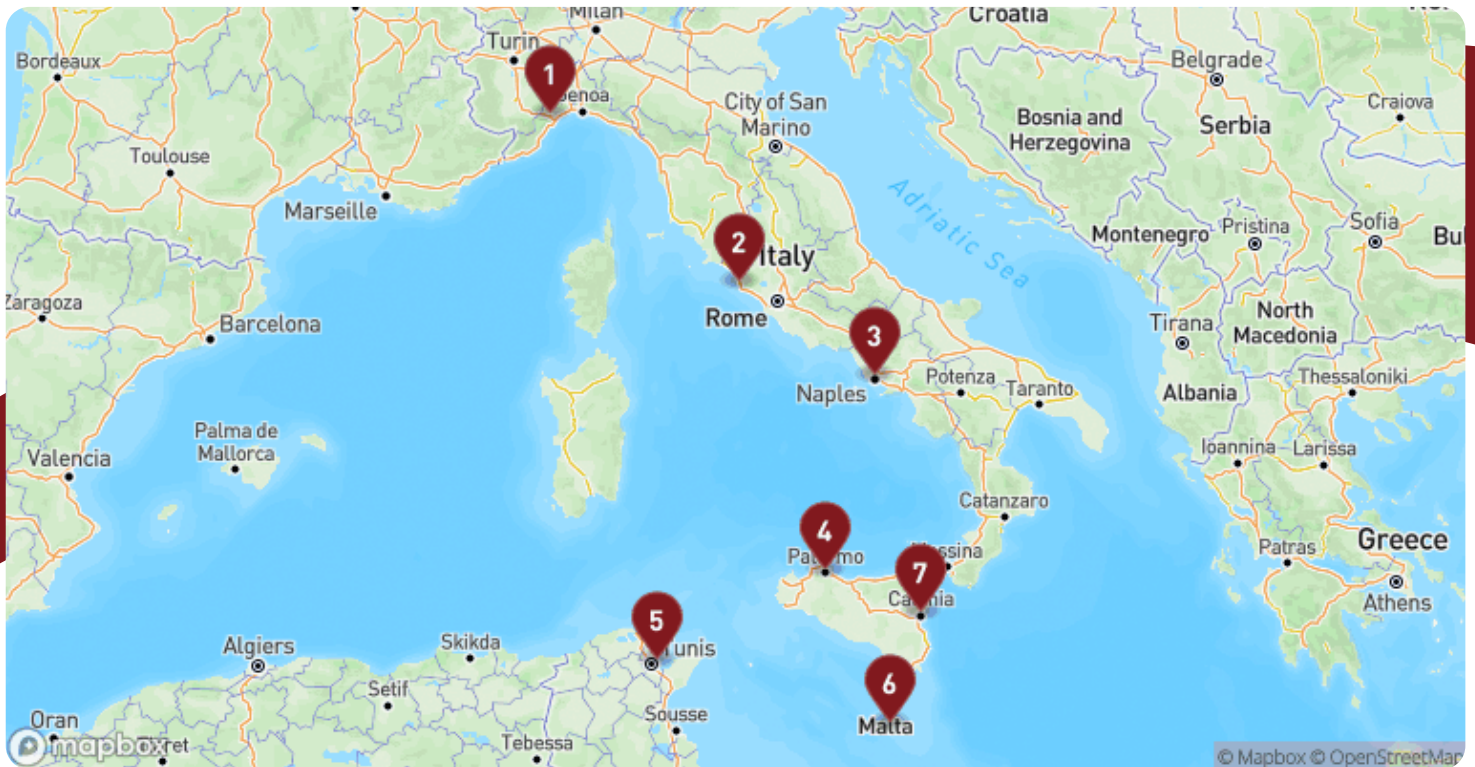 Croatia
Milan
Turin
Belgrade
Bordeaux
1
Genoa
City of San
Marino
Craiova
Bosnia and
Herzegovina
Serbia
Toulouse
Marseille
Adriatic Sea
Montenegro
Pristina
Sofia
Bu
2
Italy
Zaragoza
Barcelona
Rome
3
Tirana
North
Macedonia
Naples
Potenza
Taranto
Albania
Thessaloniki
Palma de
Mallorca
Valencia
Ioannina
Larissa
Catanzaro
4
Palermo
Messina
7
Catania
Patras
Greece
Athens
5
Tunis
Algiers
Skikda
Setif
6
Malta
Sousse
Oran
mapbox
Tebessa
© Mapbox © OpenStreetMap